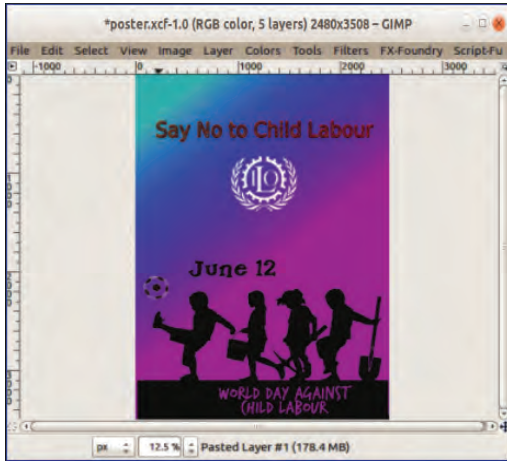 *poster.xcf-1.0 (RGB color, 5 layers) 2480x3508 – GIMP
File Edit Select View Image Layer Colors Tools Filters FX-Foundry Script-Fu
-1000 0 1000 2000 3000
Say No to Child Labour
ILO
June 12
WORLD DAY AGAINST
CHILD LABOUR
px 12.5 % Pasted Layer #1 (178.4 MB)